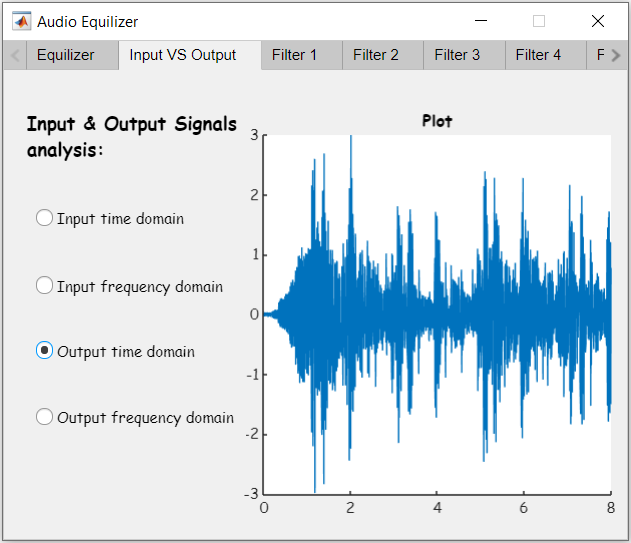 Audio Equilizer
Equilizer
Input VS Output
Filter 1
Filter 2
Filter 3
Filter 4
F
Input & Output Signals
analysis:
Input time domain
Input frequency domain
Output time domain
Output frequency domain
Plot
3
2
1
0
-1
-2
-3
0
2
4
6
8